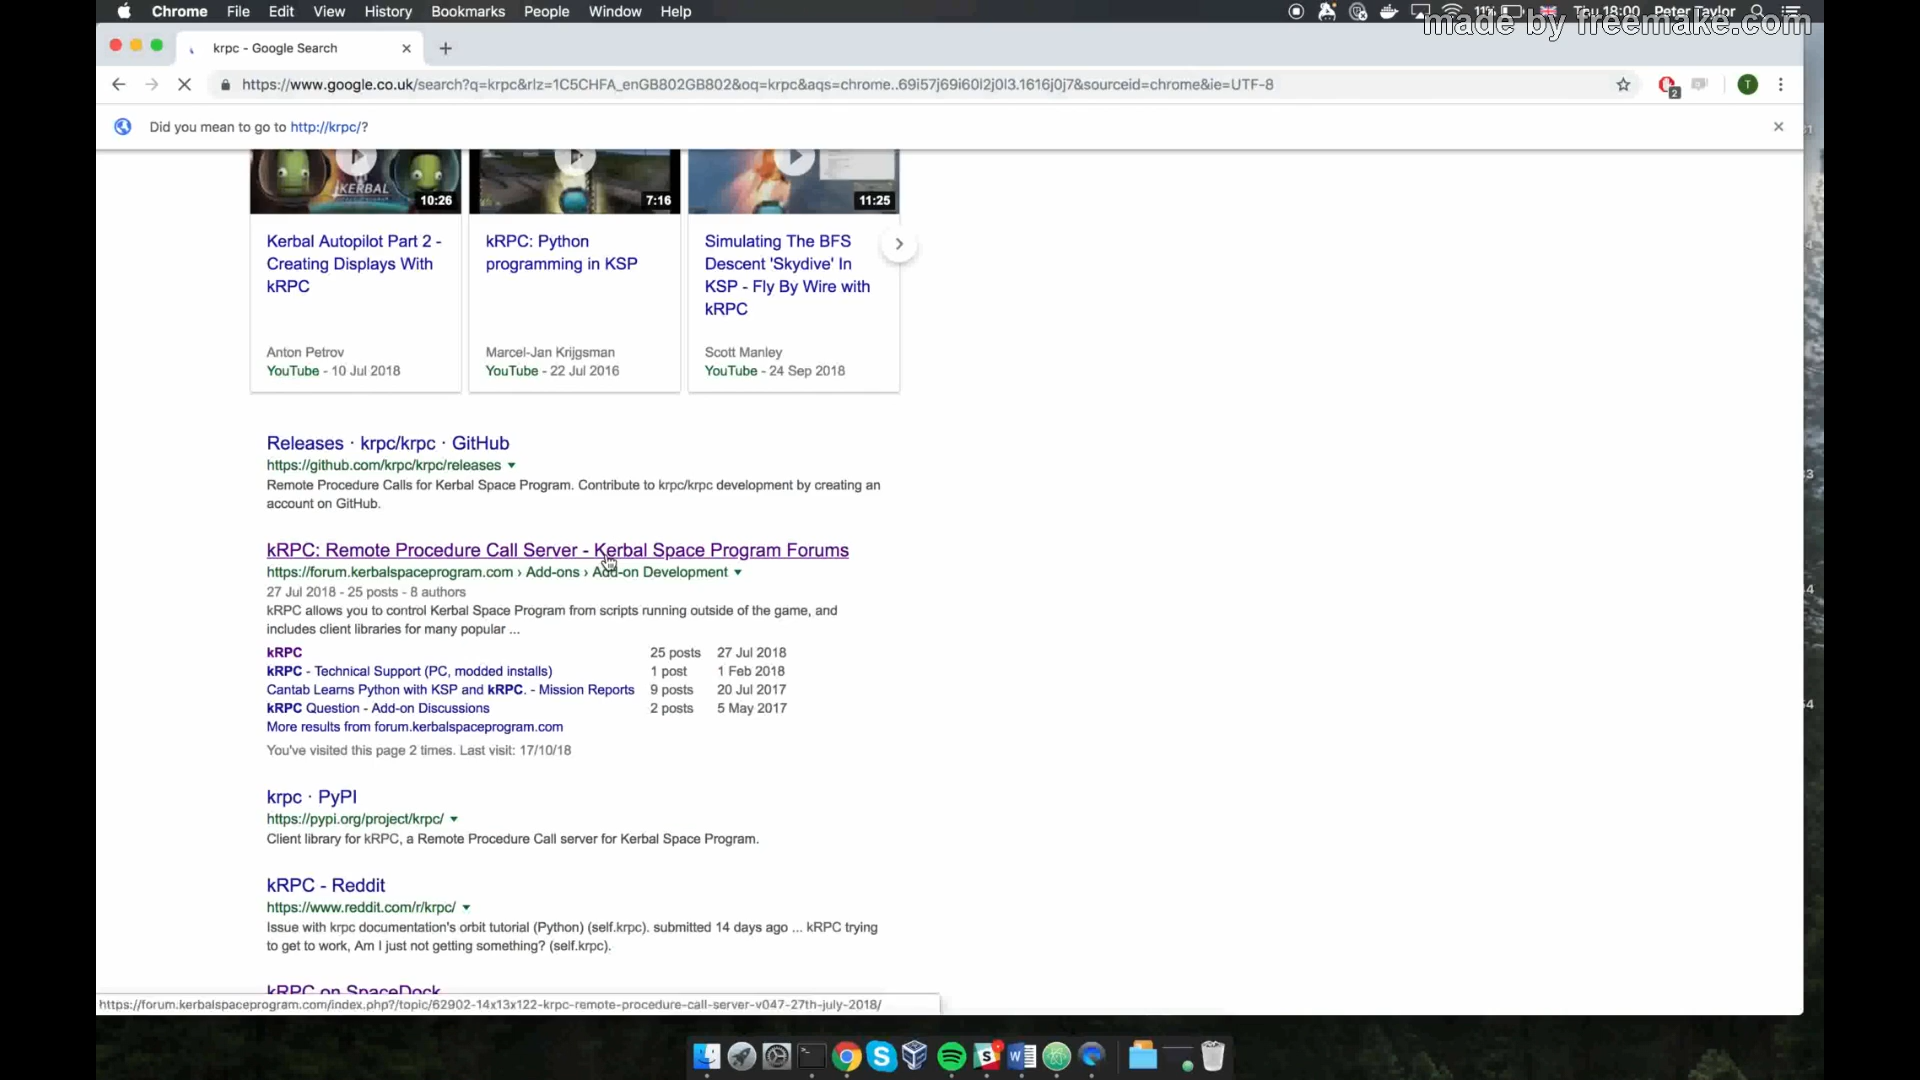 Chrome File Edit View History Bookmarks People Window Help 11% Thu 18:00 Peter Taylor
made by freemake.com
krpc - Google Search
https://www.google.co.uk/search?q=krpc&rlz=1C5CHFA_enGB802GB802&oq=krpc&aqs=chrome..69i57j69i60l2j0l3.1616j0j7&sourceid=chrome&ie=UTF-8
2
T
Did you mean to go to http://krpc/?
KERBAL
10:26 7:16 11:25
Kerbal Autopilot Part 2 -
Creating Displays With
kRPC
Anton Petrov
YouTube - 10 Jul 2018
kRPC: Python
programming in KSP
Marcel-Jan Krijgsman
YouTube - 22 Jul 2016
Simulating The BFS
Descent 'Skydive' In
KSP - Fly By Wire with
kRPC
Scott Manley
YouTube - 24 Sep 2018
Releases · krpc/krpc · GitHub
https://github.com/krpc/krpc/releases
Remote Procedure Calls for Kerbal Space Program. Contribute to krpc/krpc development by creating an
account on GitHub.
kRPC: Remote Procedure Call Server - Kerbal Space Program Forums
https://forum.kerbalspaceprogram.com › Add-ons › Add-on Development
27 Jul 2018 - 25 posts - 8 authors
kRPC allows you to control Kerbal Space Program from scripts running outside of the game, and
includes client libraries for many popular ...
kRPC 25 posts 27 Jul 2018
kRPC - Technical Support (PC, modded installs) 1 post 1 Feb 2018
Cantab Learns Python with KSP and kRPC. - Mission Reports 9 posts 20 Jul 2017
kRPC Question - Add-on Discussions 2 posts 5 May 2017
More results from forum.kerbalspaceprogram.com
You've visited this page 2 times. Last visit: 17/10/18
krpc · PyPI
https://pypi.org/project/krpc/
Client library for kRPC, a Remote Procedure Call server for Kerbal Space Program.
kRPC - Reddit
https://www.reddit.com/r/krpc/
Issue with krpc documentation's orbit tutorial (Python) (self.krpc). submitted 14 days ago ... kRPC trying
to get to work, Am I just not getting something? (self.krpc).
kRPC on SpaceDock
https://forum.kerbalspaceprogram.com/index.php?/topic/62902-14x13x122-krpc-remote-procedure-call-server-v047-27th-july-2018/